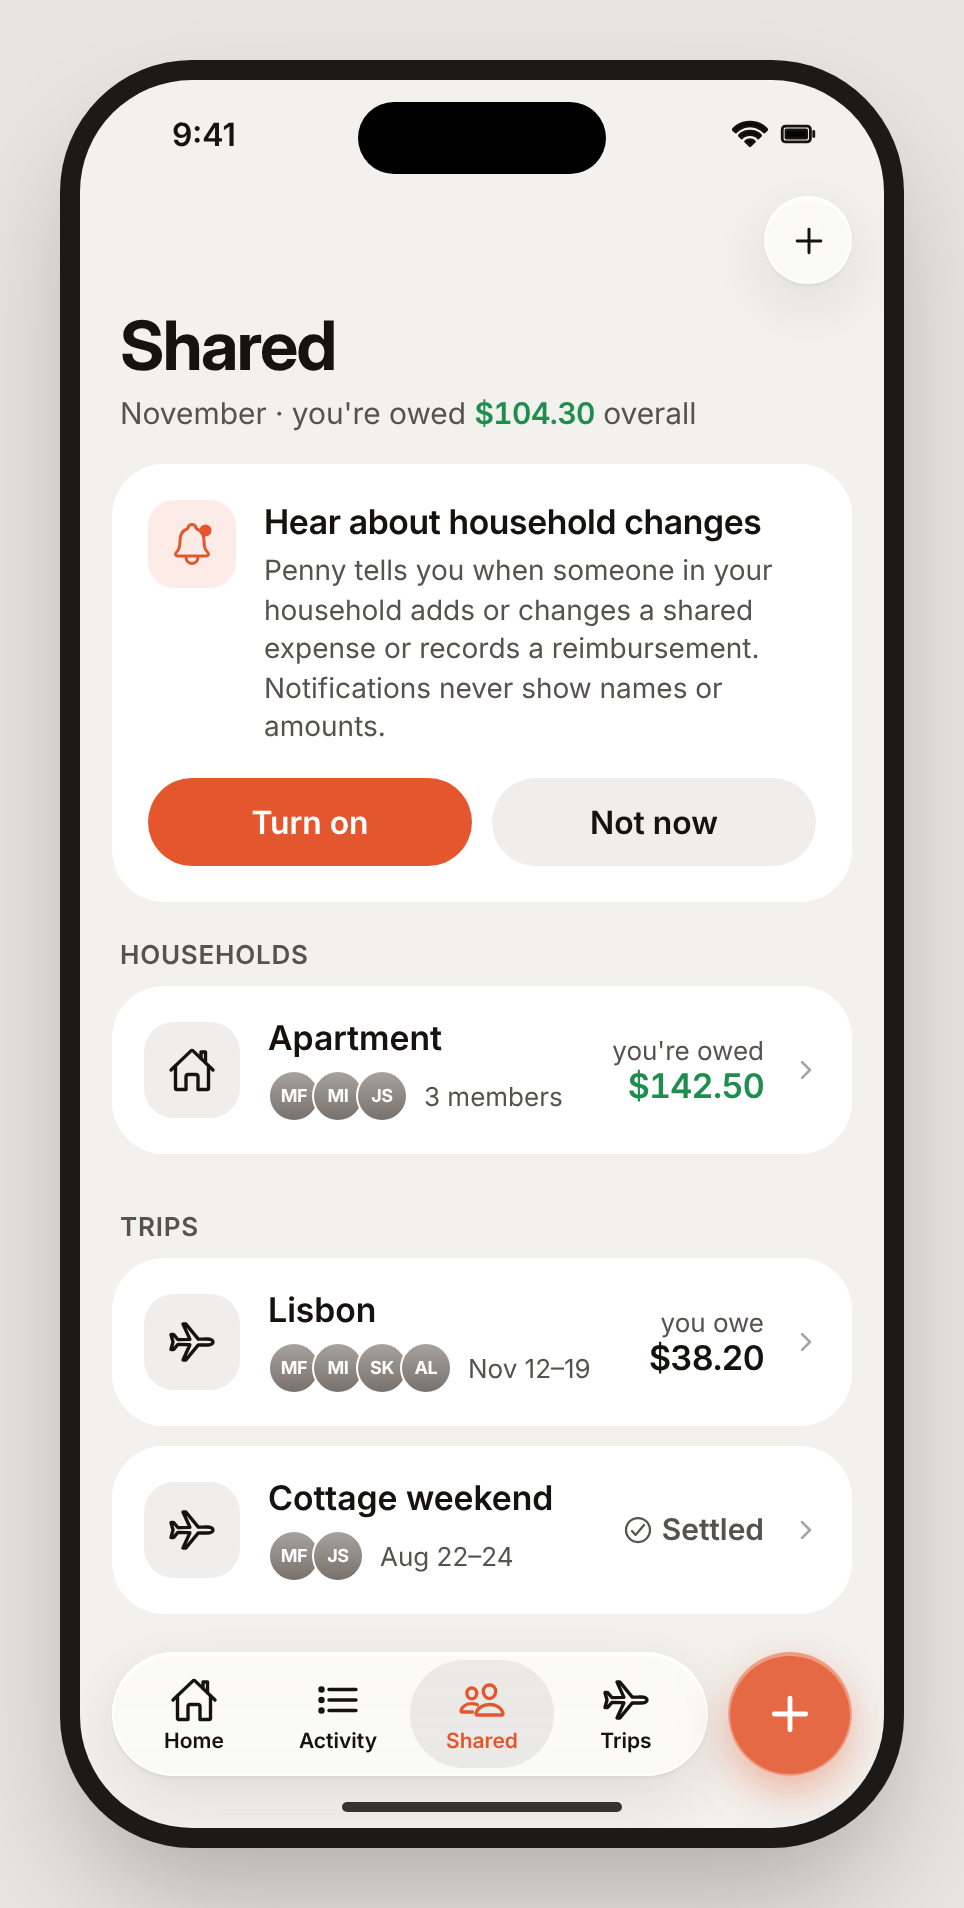 9:41
Shared
November · you're owed $104.30 overall
Hear about household changes
Penny tells you when someone in your
household adds or changes a shared
expense or records a reimbursement.
Notifications never show names or
amounts.
Turn on
Not now
HOUSEHOLDS
Apartment
MF MI JS 3 members
you're owed
$142.50
TRIPS
Lisbon
MF MI SK AL Nov 12–19
you owe
$38.20
Cottage weekend
MF JS Aug 22–24
Settled
Home
Activity
Shared
Trips